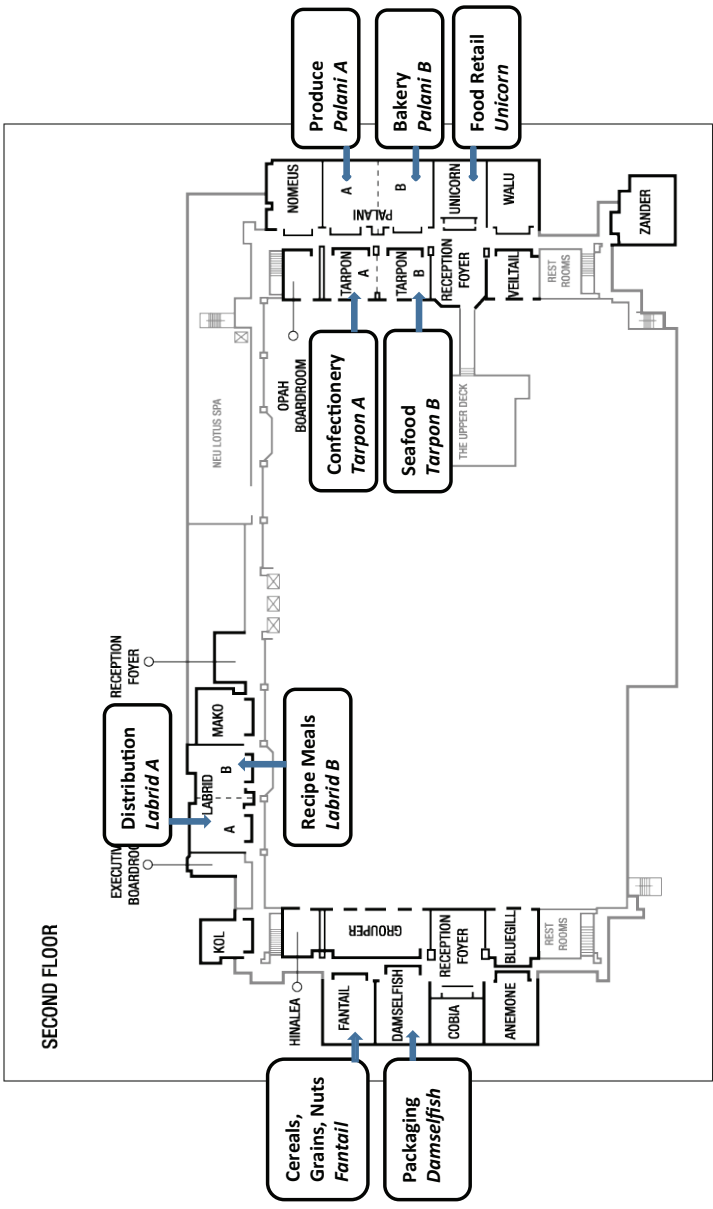 SECOND FLOOR
RECEPTION
FOYER
Distribution
Labrid A
EXECUTIV
BOARDROO
KOL
LABRID
A
B
MAKO
NEU LOTUS SPA
Recipe Meals
Labrid B
OPAH
BOARDROOM
NOMEUS
Produce
Palani A
Cereals,
Grains, Nuts
Fantail
HINALEA
FANTAIL
GROUPER
DAMSELFISH
Confectionery
Tarpon A
TARPON
A
TARPON
B
PALANI
A
B
Bakery
Palani B
Packaging
Damselfish
COBIA
RECEPTION
FOYER
Seafood
Tarpon B
THE UPPER DECK
RECEPTION
FOYER
UNICORN
Food Retail
Unicorn
ANEMONE
BLUEGILL
VEILTAIL
WALU
REST
ROOMS
REST
ROOMS
ZANDER